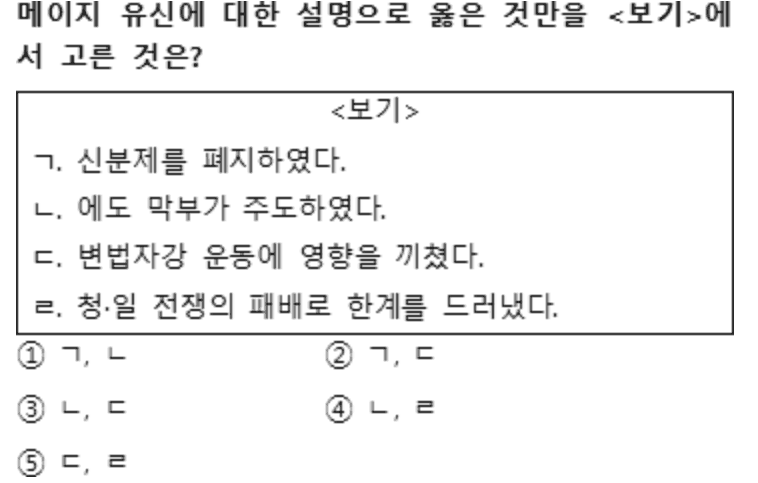 메이지 유신에 대한 설명으로 옳은 것만을 <보기>에
서 고른 것은?
<보기>
ㄱ. 신분제를 폐지하였다.
ㄴ. 에도 막부가 주도하였다.
ㄷ. 변법자강 운동에 영향을 끼쳤다.
ㄹ. 청·일 전쟁의 패배로 한계를 드러냈다.
① ㄱ, ㄴ ② ㄱ, ㄷ
③ ㄴ, ㄷ ④ ㄴ, ㄹ
⑤ ㄷ, ㄹ